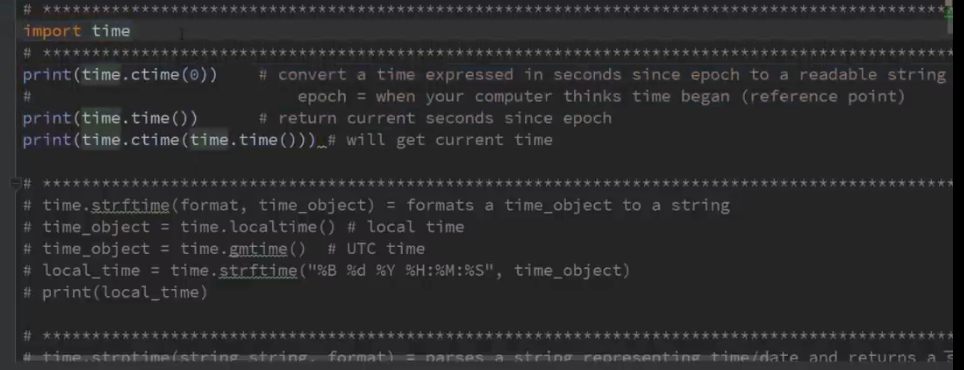 # ****************************************************************************
import time
# ****************************************************************************
print(time.ctime(0))    # convert a time expressed in seconds since epoch to a readable string
#                           epoch = when your computer thinks time began (reference point)
print(time.time())      # return current seconds since epoch
print(time.ctime(time.time())) # will get current time
# ****************************************************************************
# time.strftime(format, time_object) = formats a time_object to a string
# time_object = time.localtime() # local time
# time_object = time.gmtime()  # UTC time
# local_time = time.strftime("%B %d %Y %H:%M:%S", time_object)
# print(local_time)
# ****************************************************************************
# time.strptime(string string, format) = parses a string representing time/date and returns a